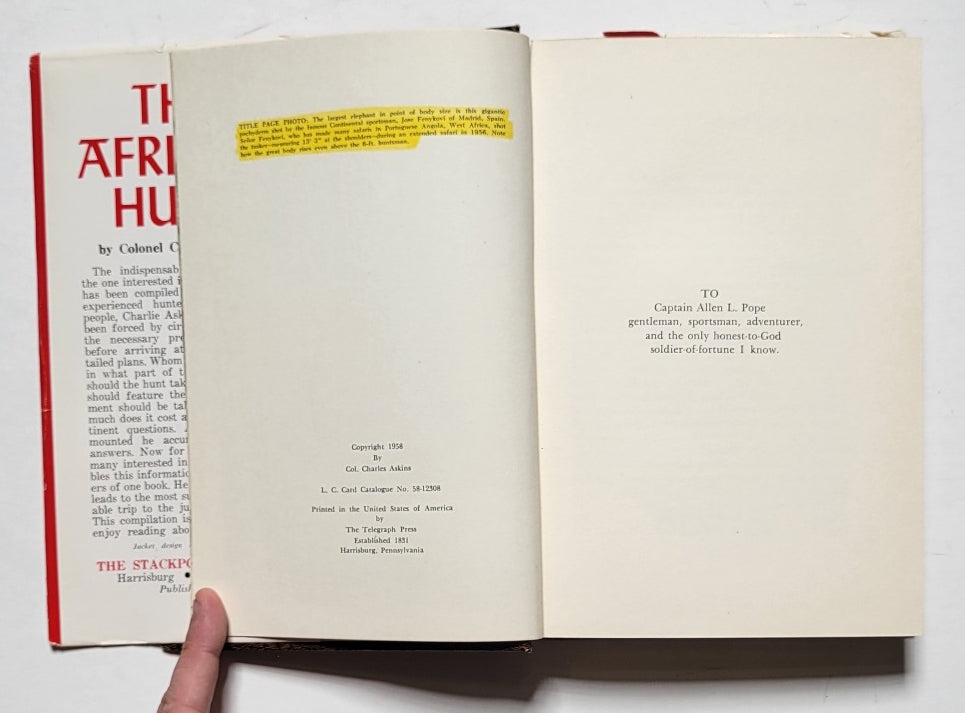 TH
AFRI
HU
by Colonel C
The indispensab
the one interested i
has been compiled
experienced hunte
people, Charlie Ask
been forced by cir
the necessary pre
before arriving at
tailed plans. Whom
in what part of t
should the hunt tak
should feature the
ment should be tal
much does it cost a
tinent questions.
mounted he accu
answers. Now for
many interested in
bles this informatio
ers of one book. He
leads to the most su
able trip to the ju
This compilation is
enjoy reading abo
Jacket design
THE STACKPO
Harrisburg •
Publish
TITLE PAGE PHOTO: The largest elephant in point of body size is this gigantic
pachyderm shot by the famous Continental sportsman, Jose Fenykovi of Madrid, Spain.
Señor Fenykovi, who has made many safaris in Portuguese Angola, West Africa, shot
the tusker—measuring 13' 2" at the shoulders—during an extended safari in 1956. Note
how the great body rises even above the 6-ft. huntsman.
Copyright 1958
By
Col. Charles Askins
L. C. Card Catalogue No. 58-12308
Printed in the United States of America
by
The Telegraph Press
Established 1831
Harrisburg, Pennsylvania
TO
Captain Allen L. Pope
gentleman, sportsman, adventurer,
and the only honest-to-God
soldier-of-fortune I know.